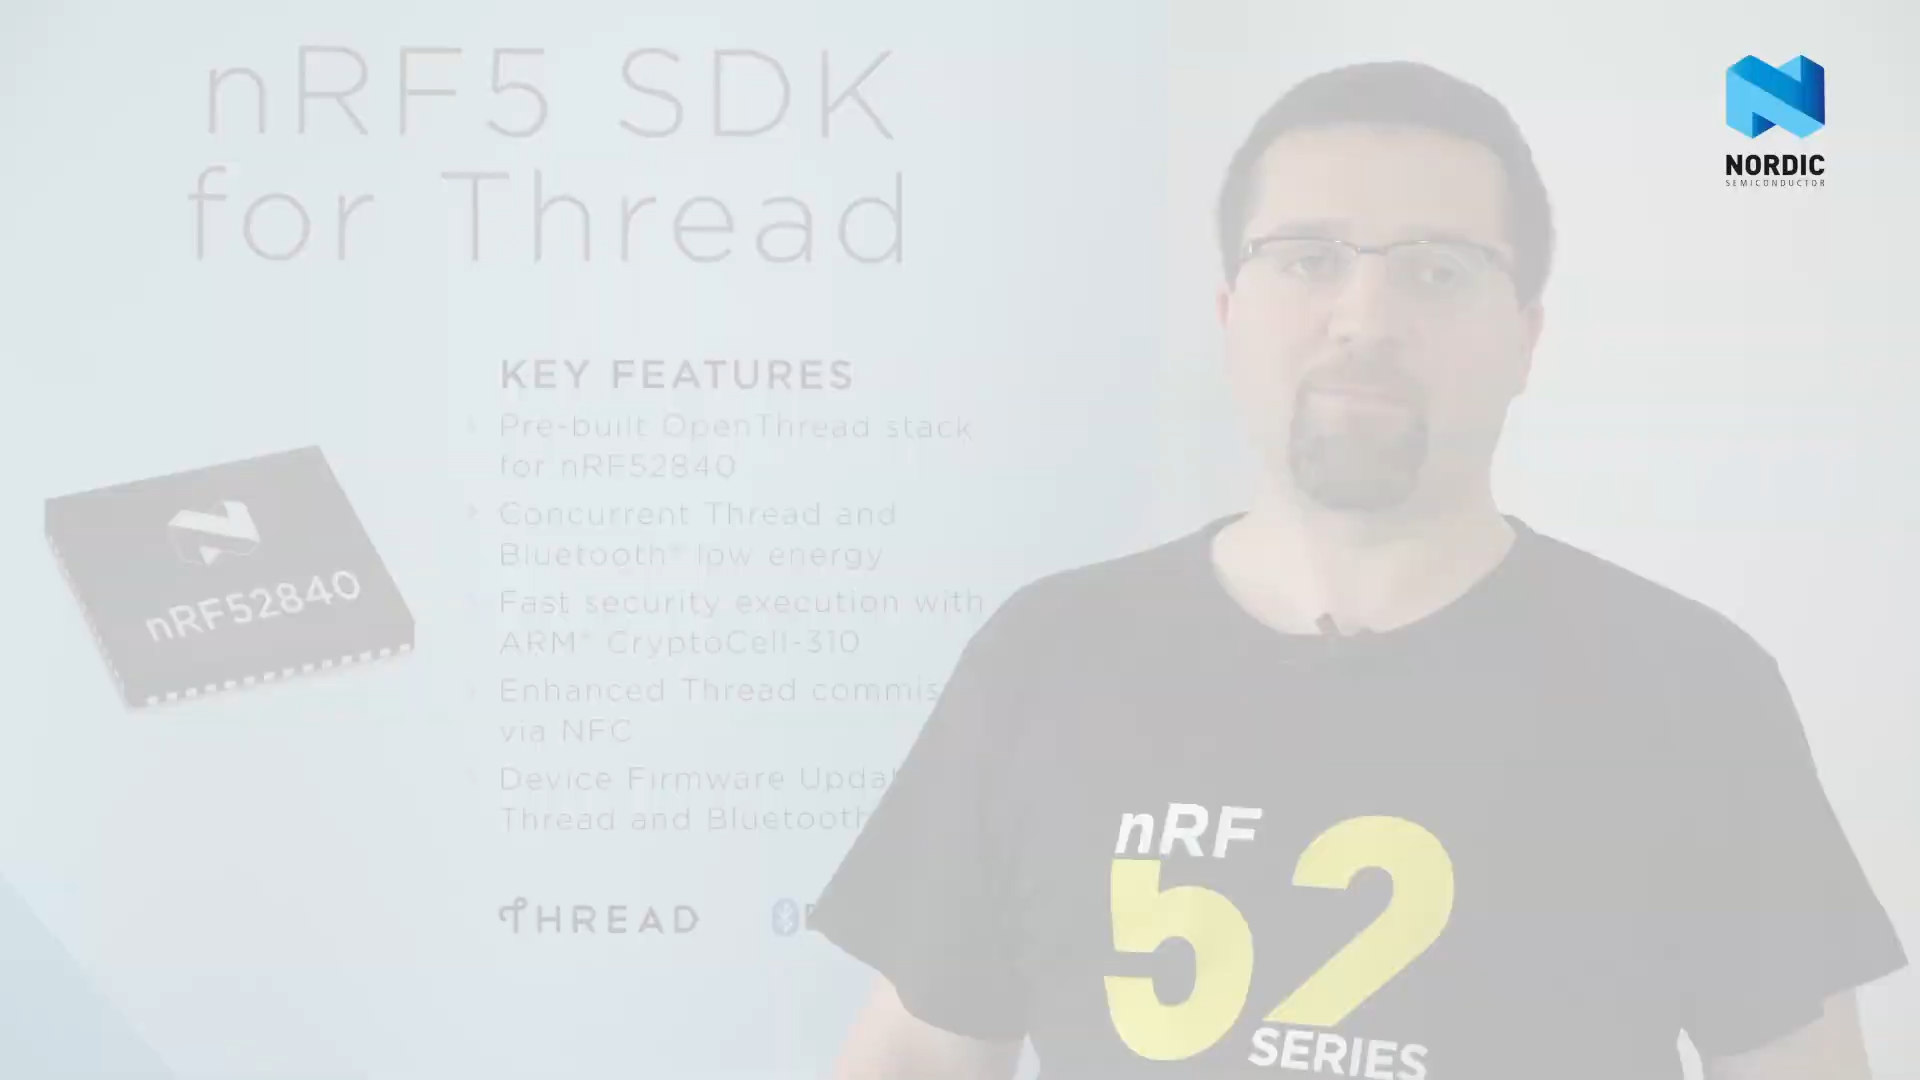 nRF5 SDK
for Thread
NORDIC
SEMICONDUCTOR
KEY FEATURES
Pre-built OpenThread stack
for nRF52840
Concurrent Thread and
Bluetooth® low energy
Fast security execution with
ARM® CryptoCell-310
Enhanced Thread commis
via NFC
Device Firmware Updat
Thread and Bluetooth
nRF52840
THREAD
nRF
52
SERIES